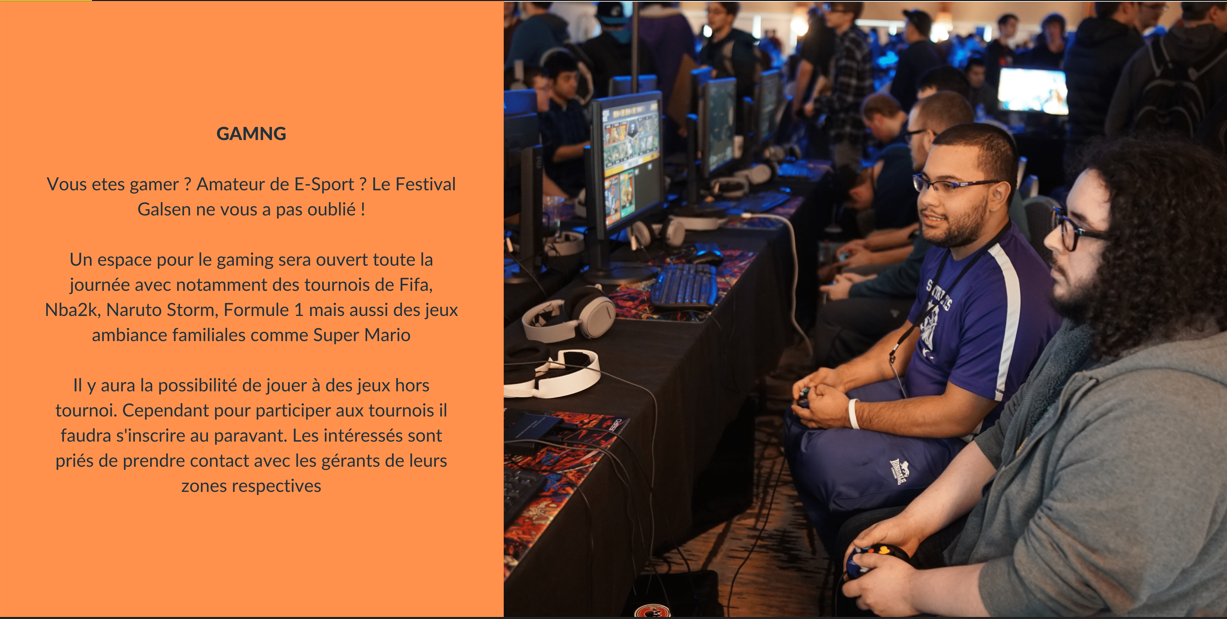 GAMNG
Vous etes gamer ? Amateur de E-Sport ? Le Festival
Galsen ne vous a pas oublié !
Un espace pour le gaming sera ouvert toute la
journée avec notamment des tournois de Fifa,
Nba2k, Naruto Storm, Formule 1 mais aussi des jeux
ambiance familiales comme Super Mario
Il y aura la possibilité de jouer à des jeux hors
tournoi. Cependant pour participer aux tournois il
faudra s'inscrire au paravant. Les intéressés sont
priés de prendre contact avec les gérants de leurs
zones respectives